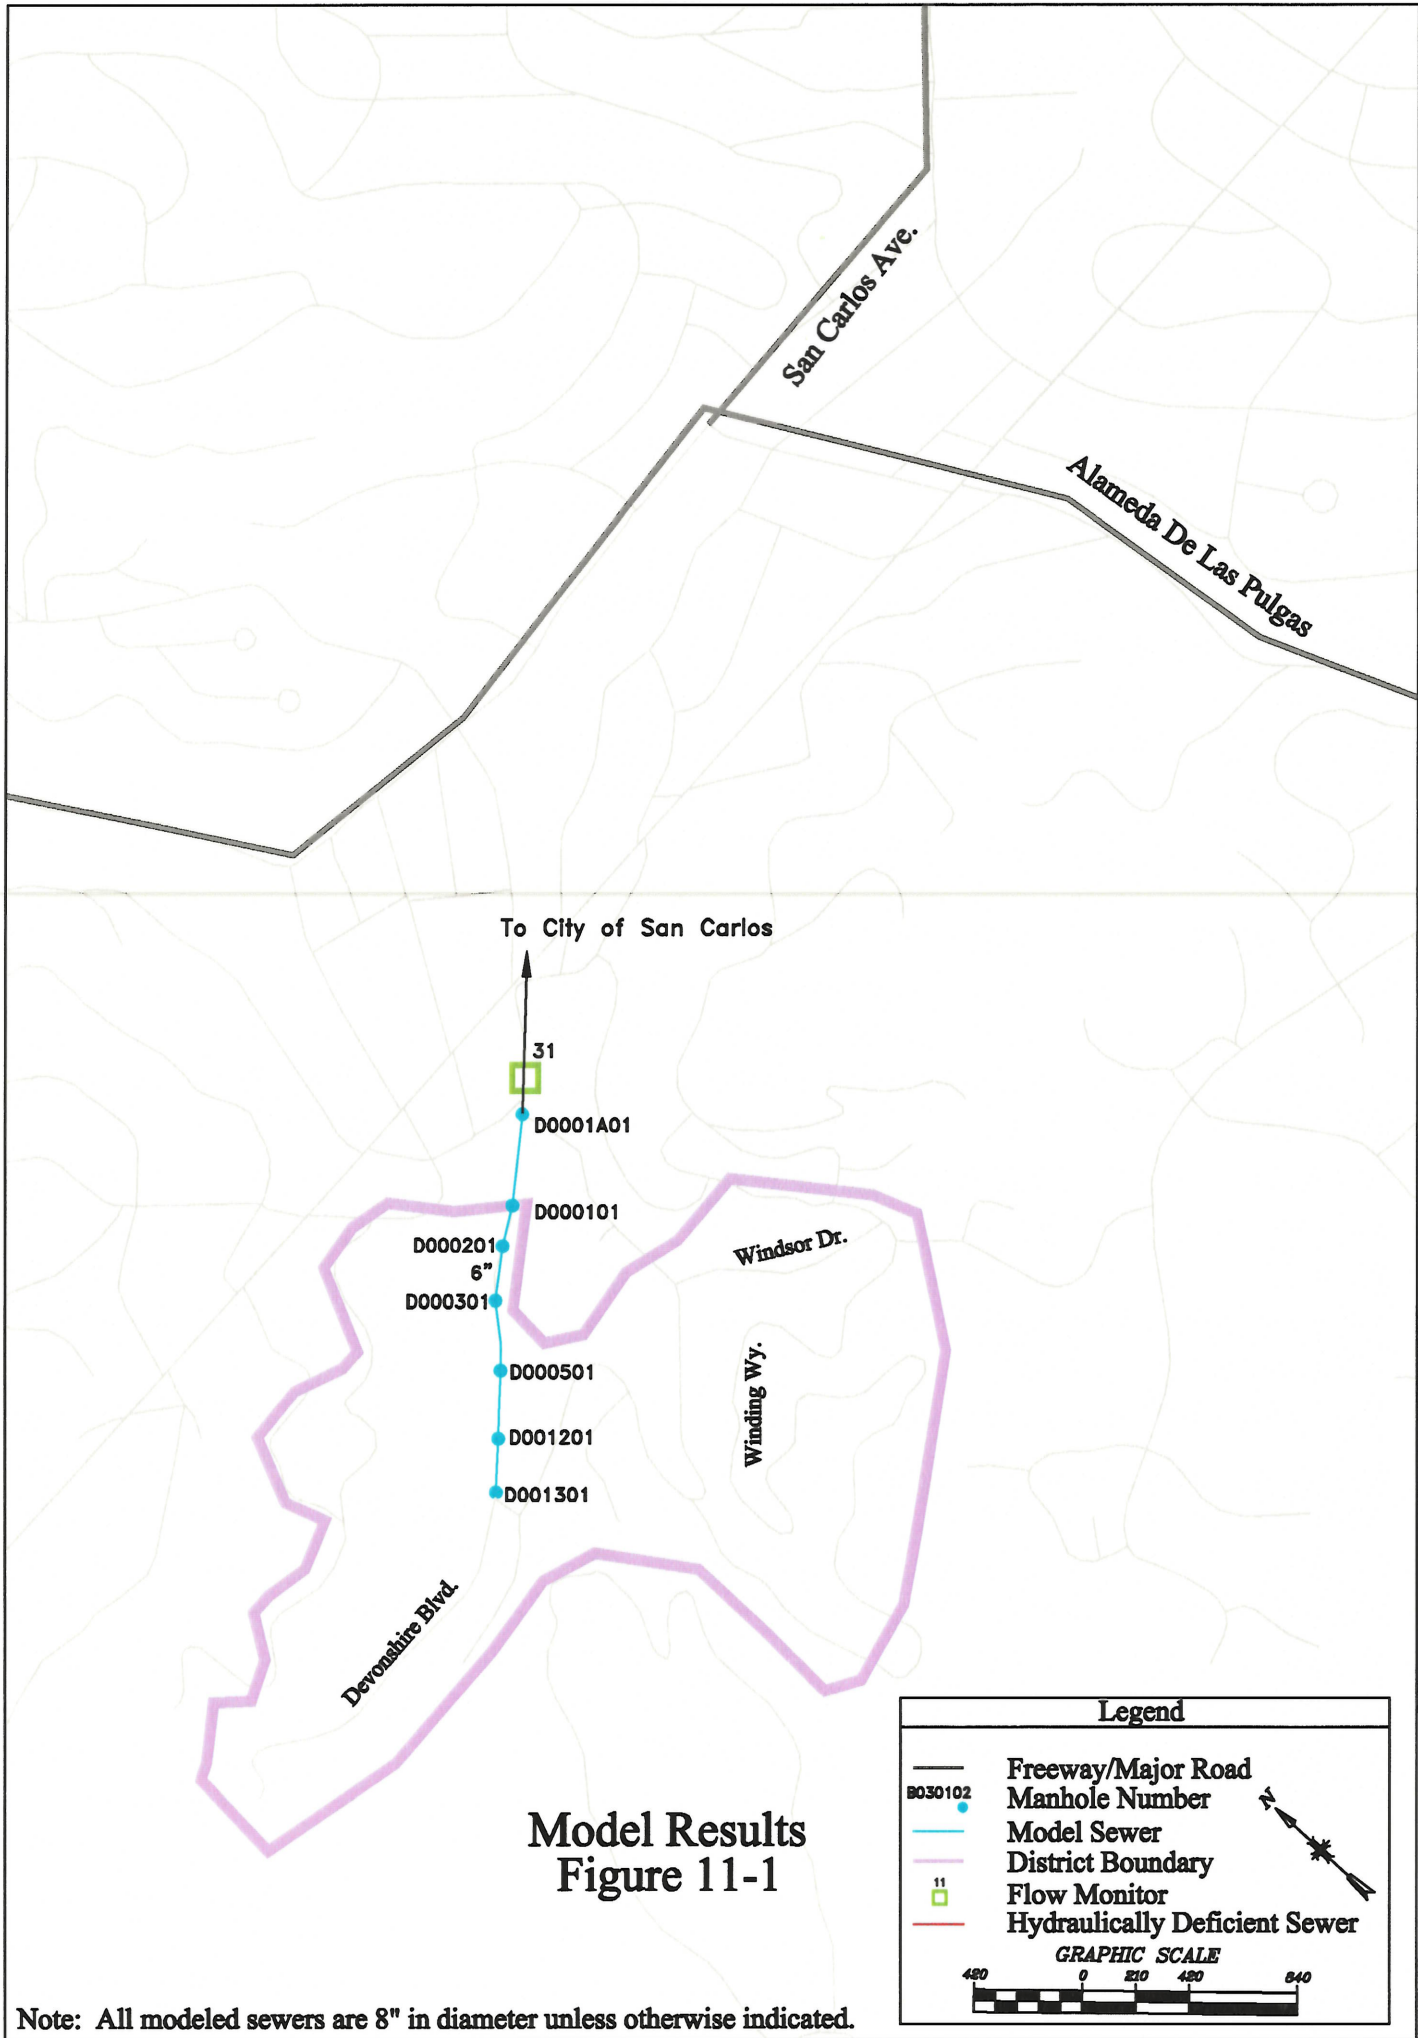 San Carlos Ave.
Alameda De Las Pulgas
To City of San Carlos
31
D0001A01
D000101
D000201
6"
D000301
D000501
D001201
D001301
Windsor Dr.
Winding Wy.
Devonshire Blvd.
Model Results
Figure 11-1
Legend
Freeway/Major Road
B030102
Manhole Number
Model Sewer
District Boundary
11
Flow Monitor
Hydraulically Deficient Sewer
N
GRAPHIC SCALE
420 0 210 420 840
Note: All modeled sewers are 8" in diameter unless otherwise indicated.